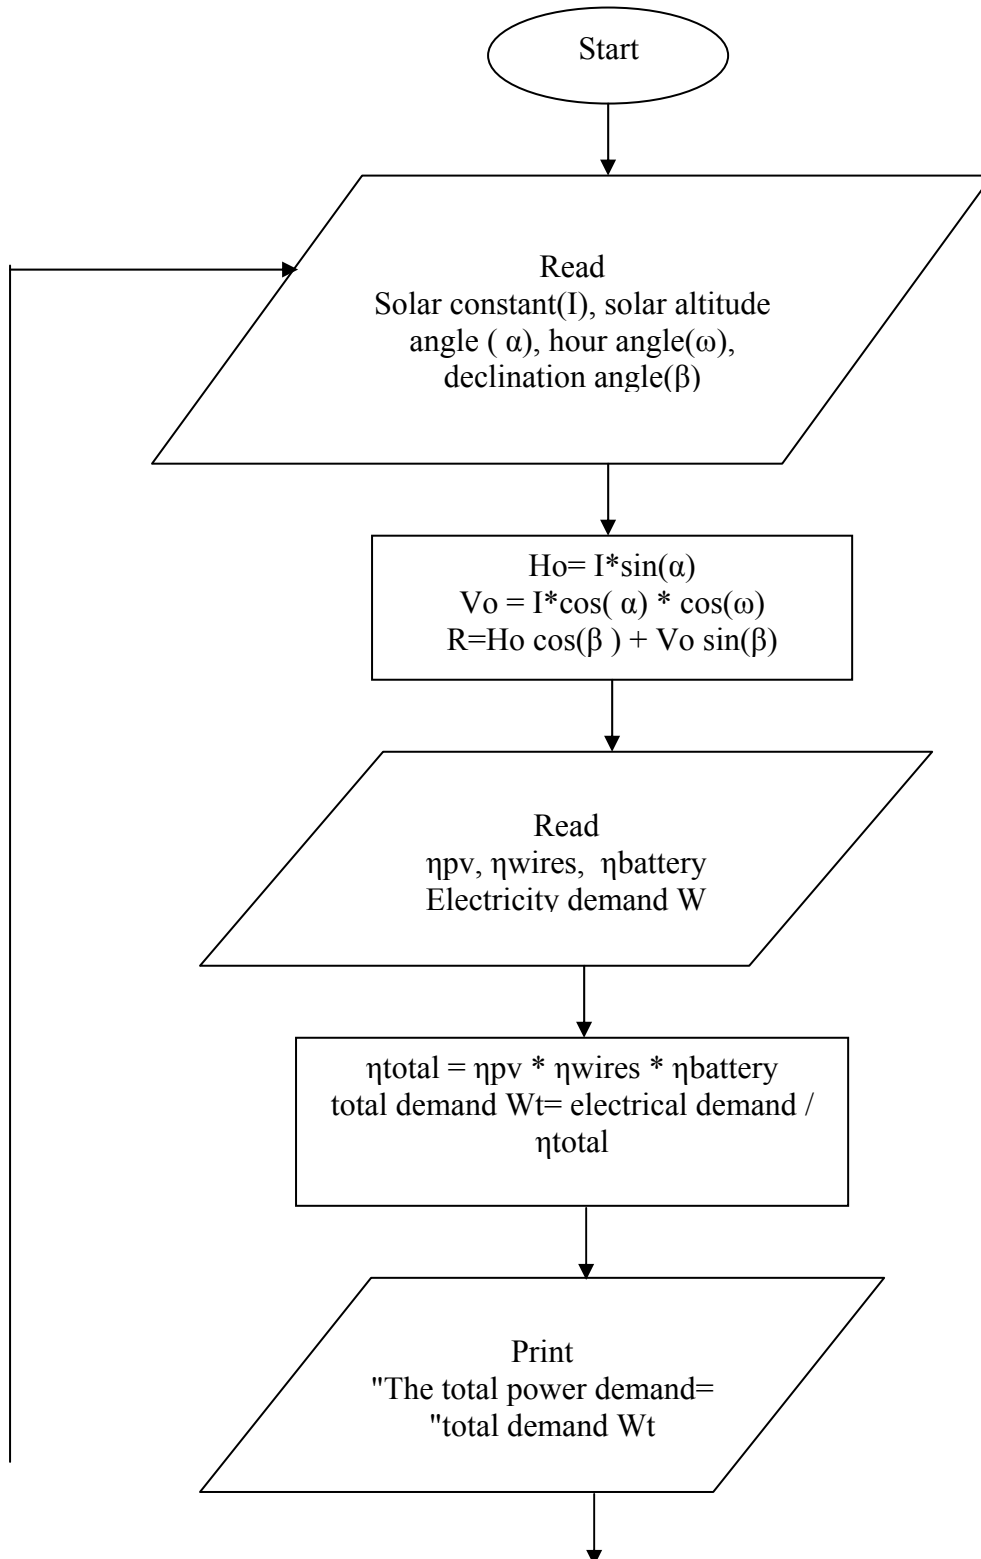 Start
Read
Solar constant(I), solar altitude
angle ( α), hour angle(ω),
declination angle(β)
Ho= I*sin(α)
Vo = I*cos( α) * cos(ω)
R=Ho cos(β ) + Vo sin(β)
Read
ηpv, ηwires,  ηbattery
Electricity demand W
ηtotal = ηpv * ηwires * ηbattery
total demand Wt= electrical demand /
ηtotal
Print
"The total power demand=
"total demand Wt